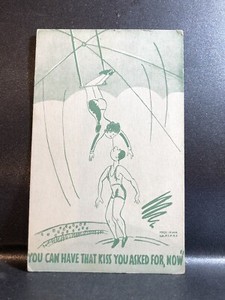 "YOU CAN HAVE THAT KISS YOU ASKED FOR, NOW"